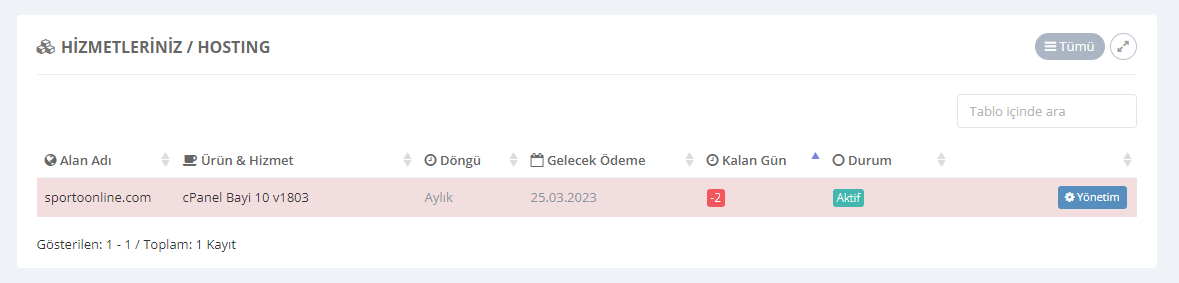 HİZMETLERİNİZ / HOSTING
Tümü
Tablo içinde ara
Alan Adı Ürün & Hizmet Döngü Gelecek Ödeme Kalan Gün Durum
sportoonline.com cPanel Bayi 10 v1803 Aylık 25.03.2023 -2 Aktif Yönetim
Gösterilen: 1 - 1 / Toplam: 1 Kayıt